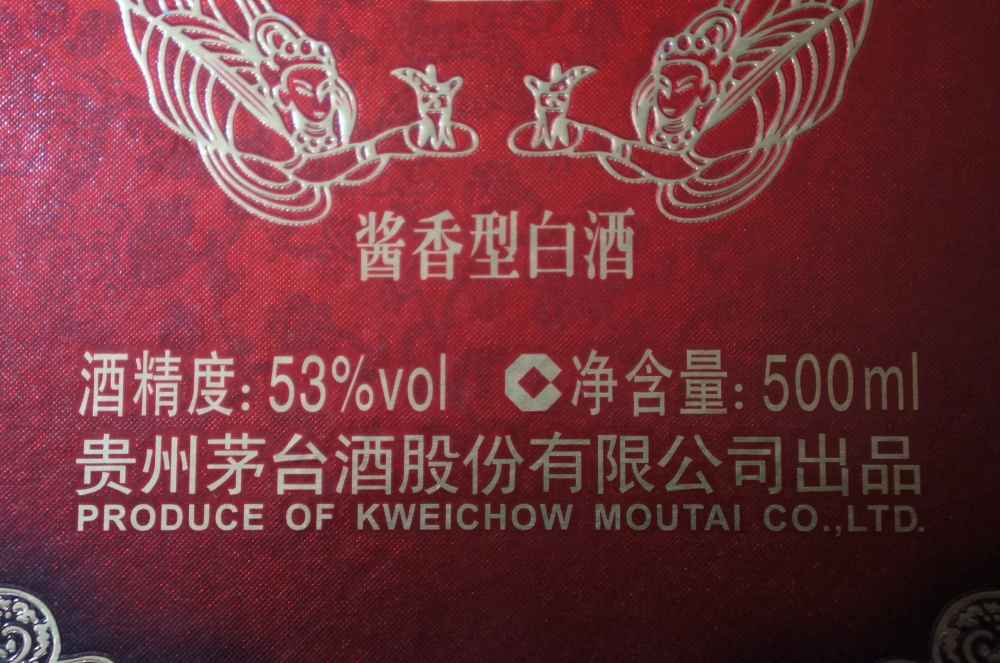 酱香型白酒
酒精度: 53%vol 净含量: 500ml
贵州茅台酒股份有限公司出品
PRODUCE OF KWEICHOW MOUTAI CO.,LTD.